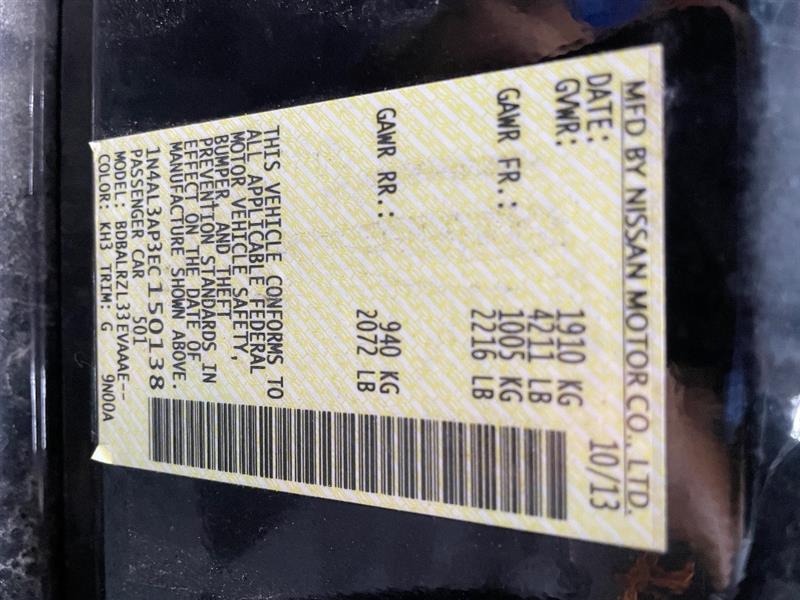 MFD BY NISSAN MOTOR CO., LTD.
DATE: 10/13
GVWR: 1910 KG
4211 LB
GAWR FR.: 1005 KG
2216 LB
GAWR RR.: 940 KG
2072 LB
THIS VEHICLE CONFORMS TO
ALL APPLICABLE FEDERAL
MOTOR VEHICLE SAFETY,
BUMPER, AND THEFT
PREVENTION STANDARDS IN
EFFECT ON THE DATE OF
MANUFACTURE SHOWN ABOVE.
1N4AL3AP3EC150138
PASSENGER CAR 501
MODEL: BDBALRZL33EVAAAE--
COLOR: KH3 TRIM: G 9N00A